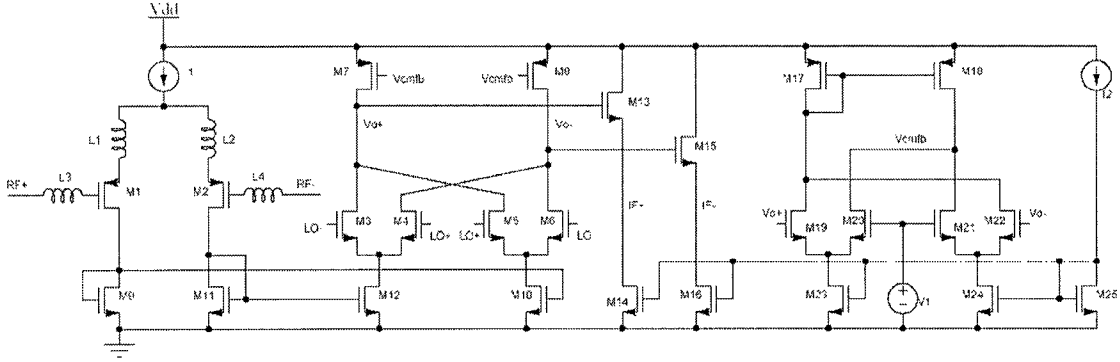 Vdd
I
M7
Vcmfb
Vcmfb
M8
M17
M18
I2
M13
L1
L2
Vo+
Vo-
M15
Vcmfb
RF+
L3
M1
M2
L4
RF-
IF+
IF-
LO-
M3
M4
LO+
LO+
M5
M6
LO
Vo+
M19
M20
M21
M22
Vo-
M9
M11
M12
M10
M14
M16
M23
V1
M24
M25